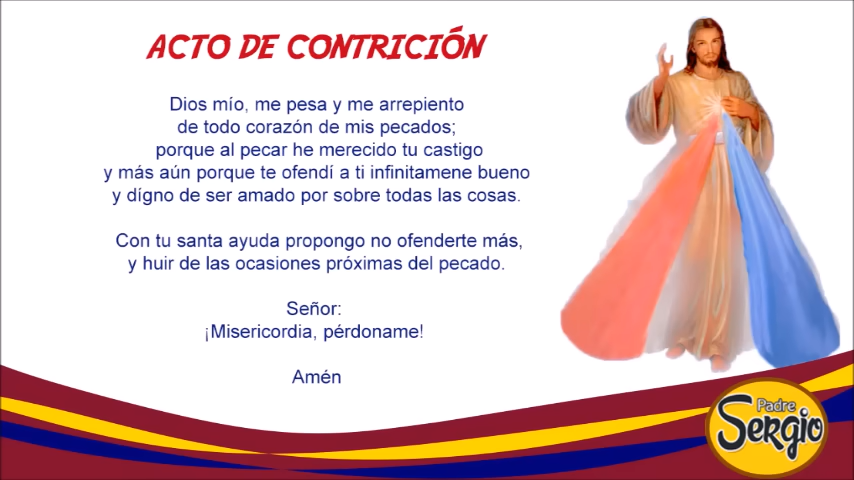 ACTO DE CONTRICIÓN
Dios mío, me pesa y me arrepiento
de todo corazón de mis pecados;
porque al pecar he merecido tu castigo
y más aún porque te ofendí a ti infinitamene bueno
y dígno de ser amado por sobre todas las cosas.
Con tu santa ayuda propongo no ofenderte más,
y huir de las ocasiones próximas del pecado.
Señor:
¡Misericordia, pérdoname!
Amén
Padre
Sergio